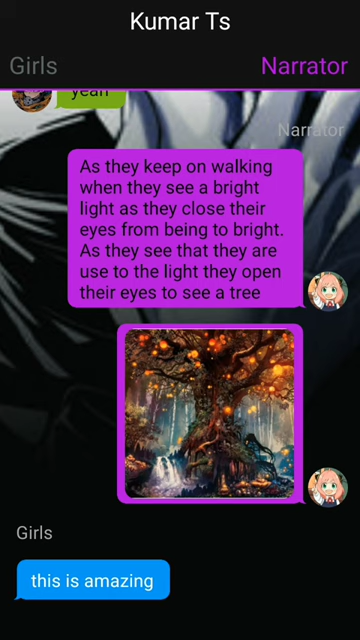 Kumar Ts
Girls
Narrator
yeah
Narrator
As they keep on walking
when they see a bright
light as they close their
eyes from being to bright.
As they see that they are
use to the light they open
their eyes to see a tree
Girls
this is amazing